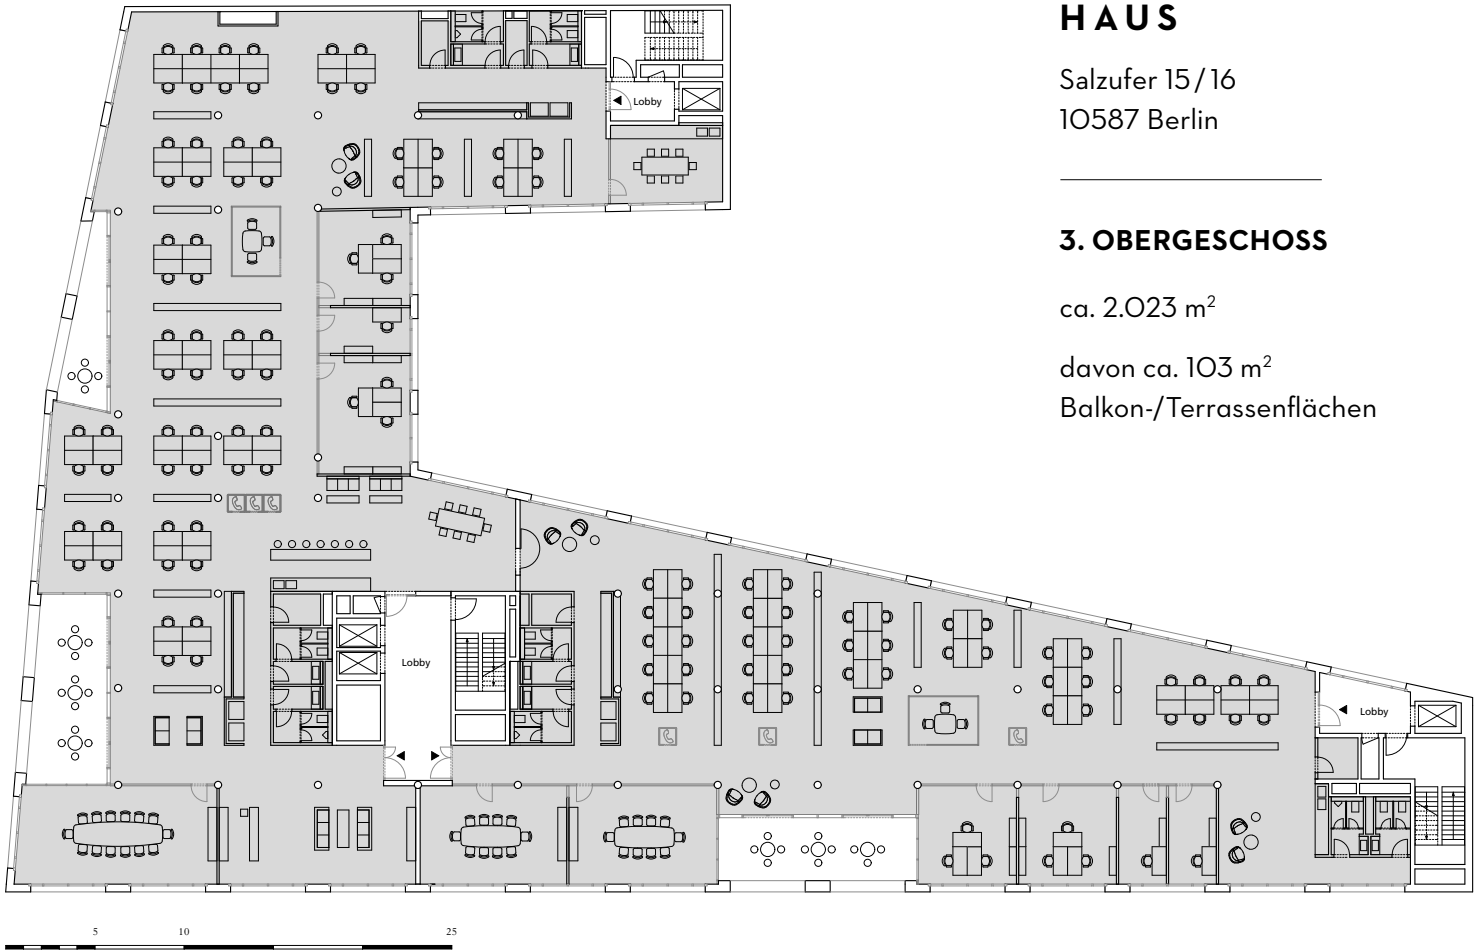 HAUS
Salzufer 15/16
10587 Berlin
3. OBERGESCHOSS
ca. 2.023 m²
davon ca. 103 m²
Balkon-/Terrassenflächen
Lobby
Lobby
Lobby
5 10 25